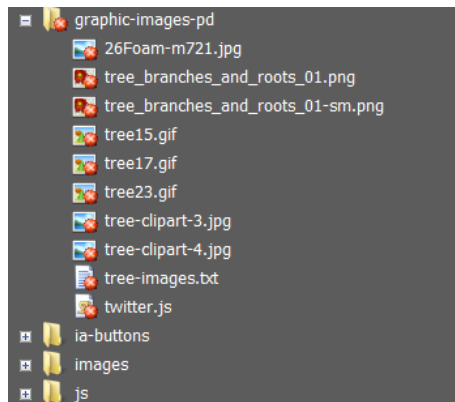 graphic-images-pd
26Foam-m721.jpg
tree_branches_and_roots_01.png
tree_branches_and_roots_01-sm.png
tree15.gif
tree17.gif
tree23.gif
tree-clipart-3.jpg
tree-clipart-4.jpg
tree-images.txt
twitter.js
ia-buttons
images
js